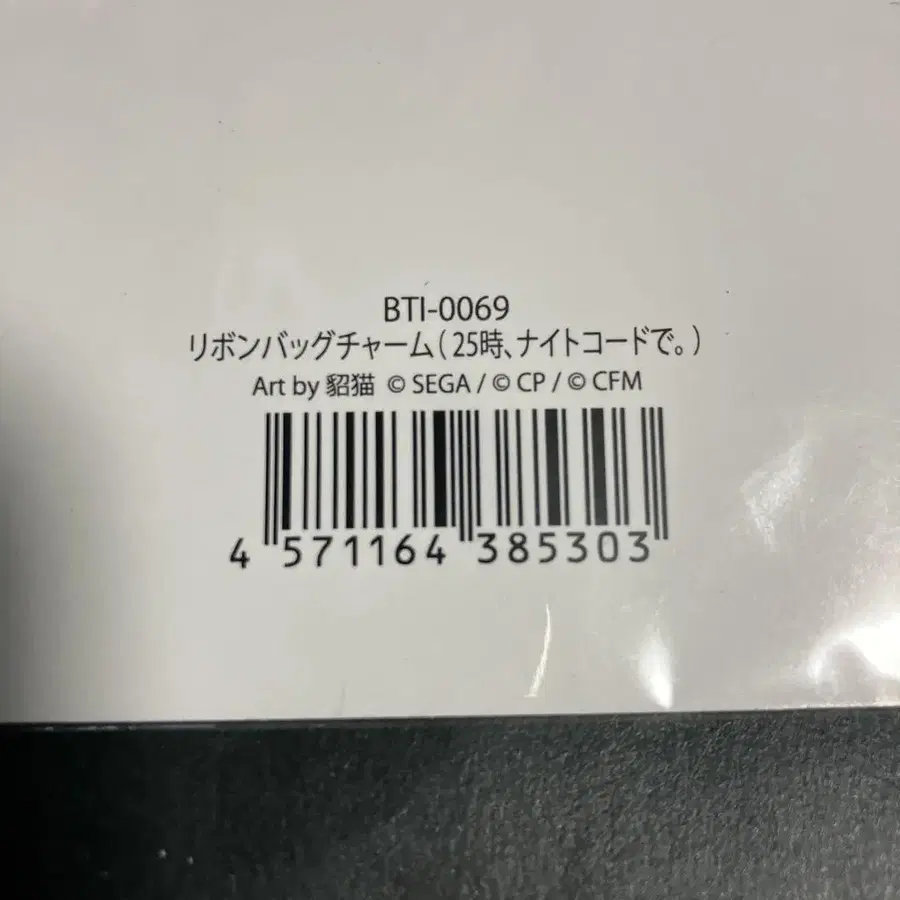 BTI-0069
リボンバッグチャーム(25時、ナイトコードで。)
Art by 貂猫 © SEGA / © CP / © CFM
4 571164 385303